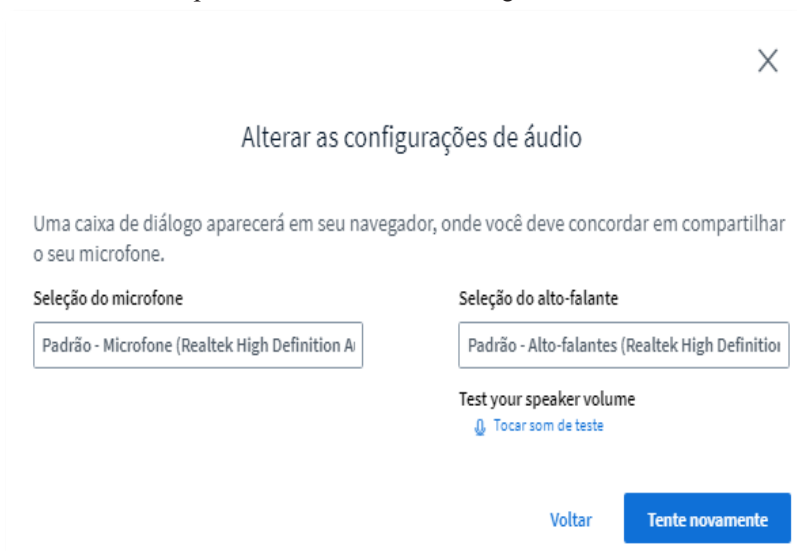 Alterar as configurações de áudio
Uma caixa de diálogo aparecerá em seu navegador, onde você deve concordar em compartilhar
o seu microfone.
Seleção do microfone
Seleção do alto-falante
Padrão - Microfone (Realtek High Definition A
Padrão - Alto-falantes (Realtek High Definition
Test your speaker volume
Tocar som de teste
Voltar
Tente novamente